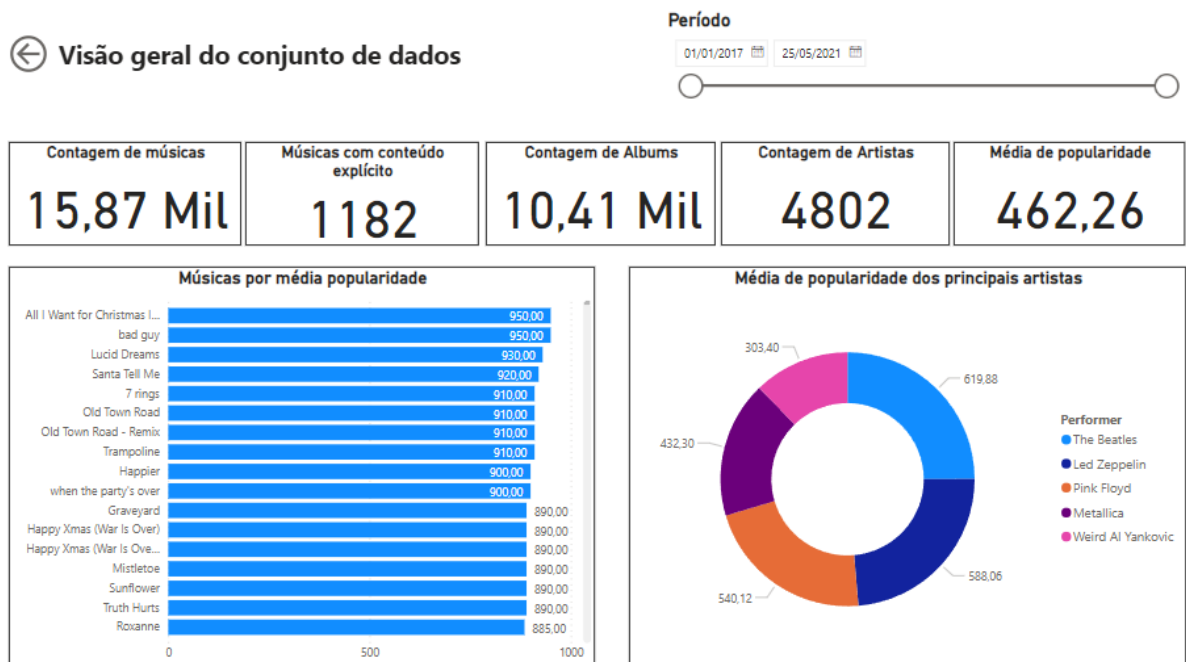 Período
Visão geral do conjunto de dados
01/01/2017
25/05/2021
Contagem de músicas
15,87 Mil
Músicas com conteúdo
explícito
1182
Contagem de Albums
10,41 Mil
Contagem de Artistas
4802
Média de popularidade
462,26
Músicas por média popularidade
All I Want for Christmas I... 950,00
bad guy 950,00
Lucid Dreams 930,00
Santa Tell Me 920,00
7 rings 910,00
Old Town Road 910,00
Old Town Road - Remix 910,00
Trampoline 910,00
Happier 900,00
when the party's over 900,00
Graveyard 890,00
Happy Xmas (War Is Over) 890,00
Happy Xmas (War Is Ove... 890,00
Mistletoe 890,00
Sunflower 890,00
Truth Hurts 890,00
Roxanne 885,00
0 500 1000
Média de popularidade dos principais artistas
303,40
619,88
432,30
540,12
588,06
Performer
The Beatles
Led Zeppelin
Pink Floyd
Metallica
Weird Al Yankovic